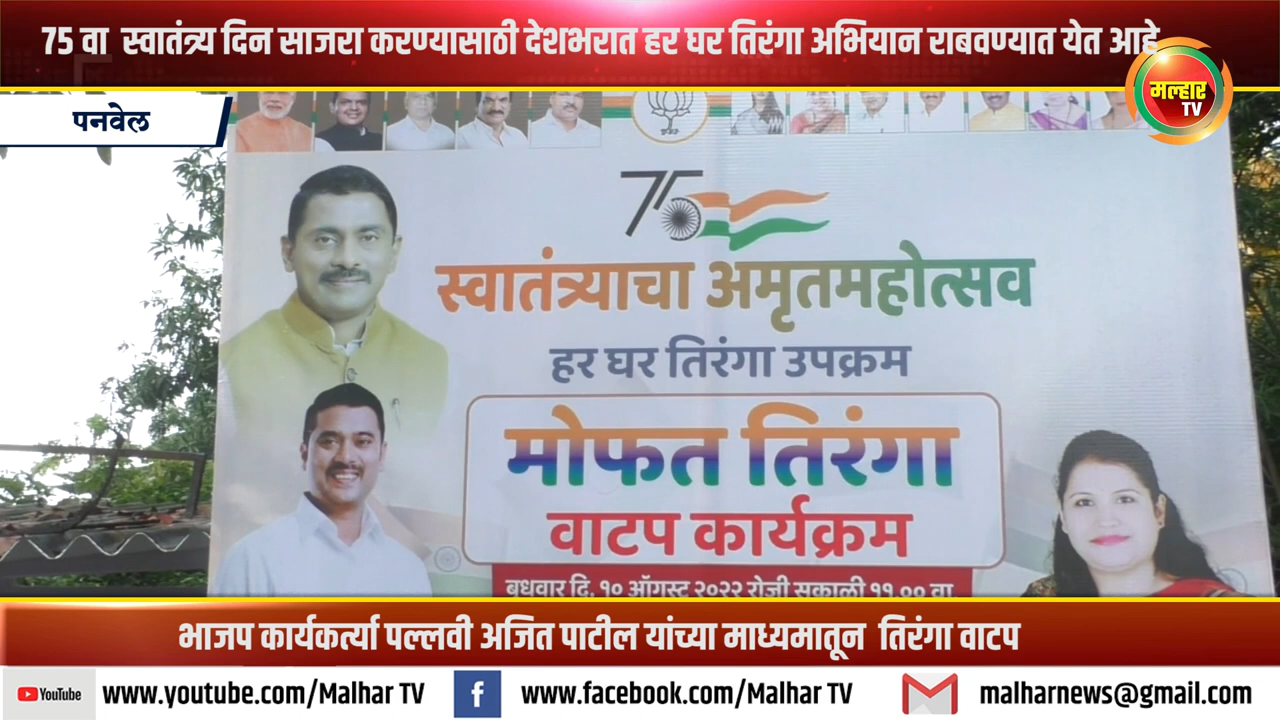 75 वा स्वातंत्र्य दिन साजरा करण्यासाठी देशभरात हर घर तिरंगा अभियान राबवण्यात येत आहे
मल्हार
TV
पनवेल
75
स्वातंत्र्याचा अमृतमहोत्सव
हर घर तिरंगा उपक्रम
मोफत तिरंगा
वाटप कार्यक्रम
बुधवार दि. १० ऑगस्ट २०२२ रोजी सकाळी ११.०० वा.
भाजप कार्यकर्त्या पल्लवी अजित पाटील यांच्या माध्यमातून तिरंगा वाटप
YouTube www.youtube.com/Malhar TV f www.facebook.com/Malhar TV malharnews@gmail.com